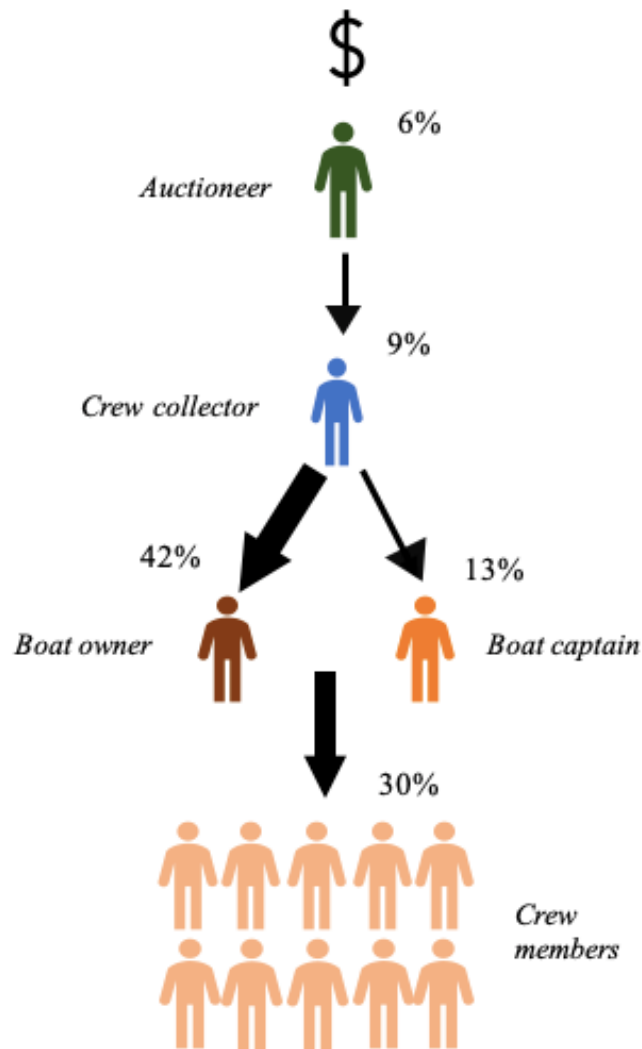 $
6%
Auctioneer
9%
Crew collector
42%
13%
Boat owner
Boat captain
30%
Crew
members